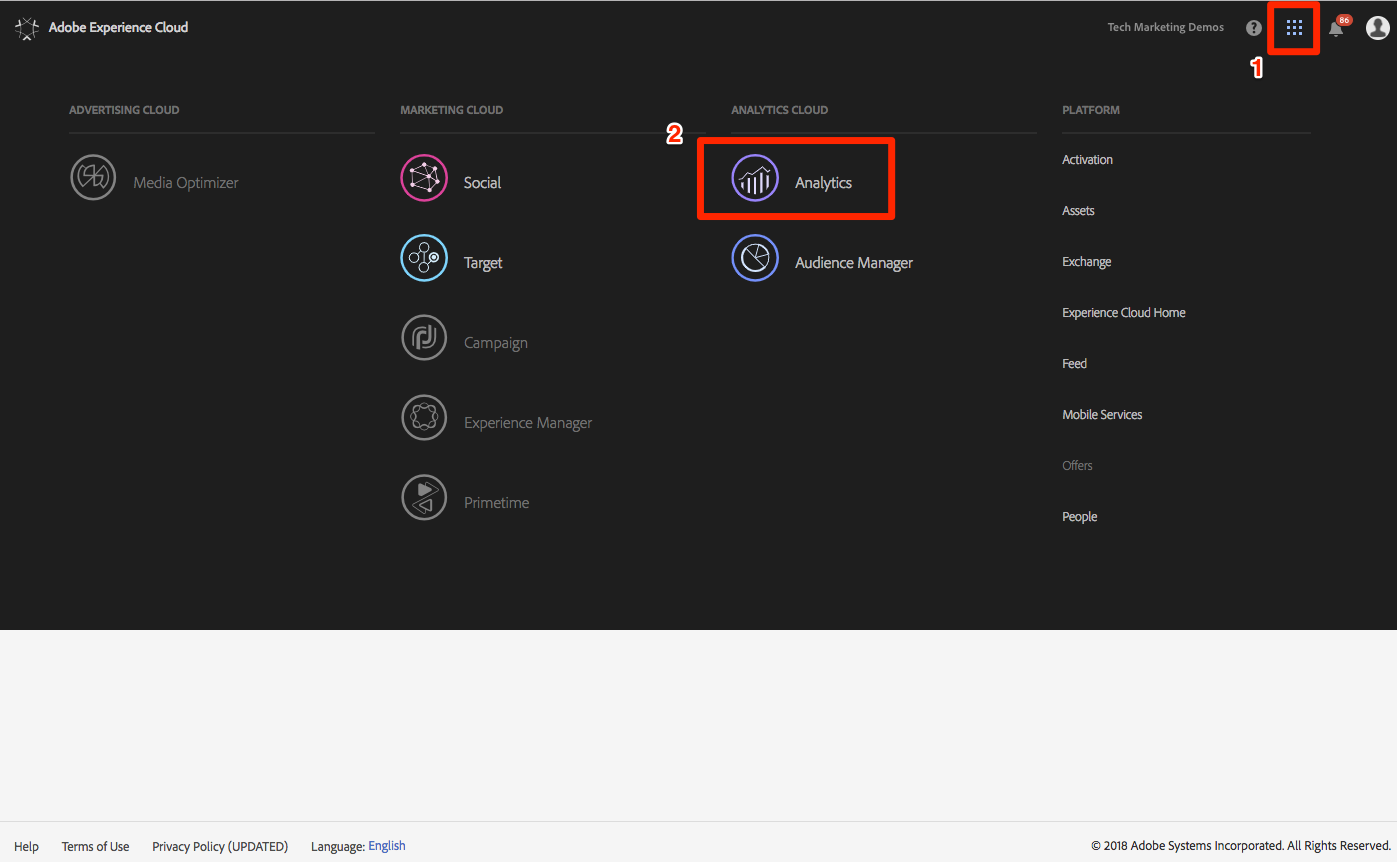 Adobe Experience Cloud
Tech Marketing Demos
?
86
1
ADVERTISING CLOUD
MARKETING CLOUD
ANALYTICS CLOUD
PLATFORM
2
Media Optimizer
Social
Target
Campaign
Experience Manager
Primetime
Analytics
Audience Manager
Activation
Assets
Exchange
Experience Cloud Home
Feed
Mobile Services
Offers
People
Help
Terms of Use
Privacy Policy (UPDATED)
Language: English
© 2018 Adobe Systems Incorporated. All Rights Reserved.